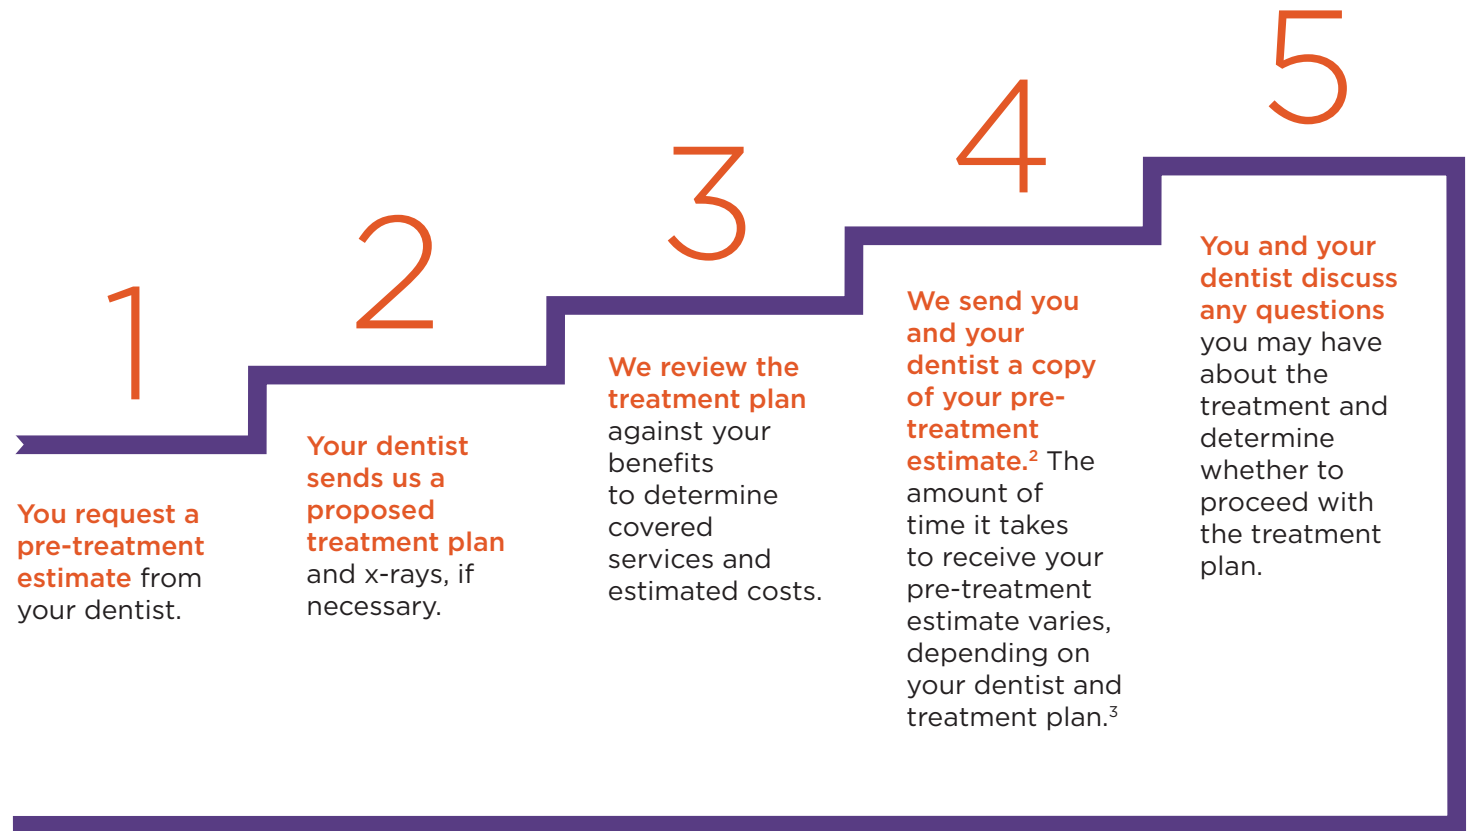 1
You request a
pre-treatment
estimate from
your dentist.
2
Your dentist
sends us a
proposed
treatment plan
and x-rays, if
necessary.
3
We review the
treatment plan
against your
benefits
to determine
covered
services and
estimated costs.
4
We send you
and your
dentist a copy
of your pre-
treatment
estimate.² The
amount of
time it takes
to receive your
pre-treatment
estimate varies,
depending on
your dentist and
treatment plan.³
5
You and your
dentist discuss
any questions
you may have
about the
treatment and
determine
whether to
proceed with
the treatment
plan.